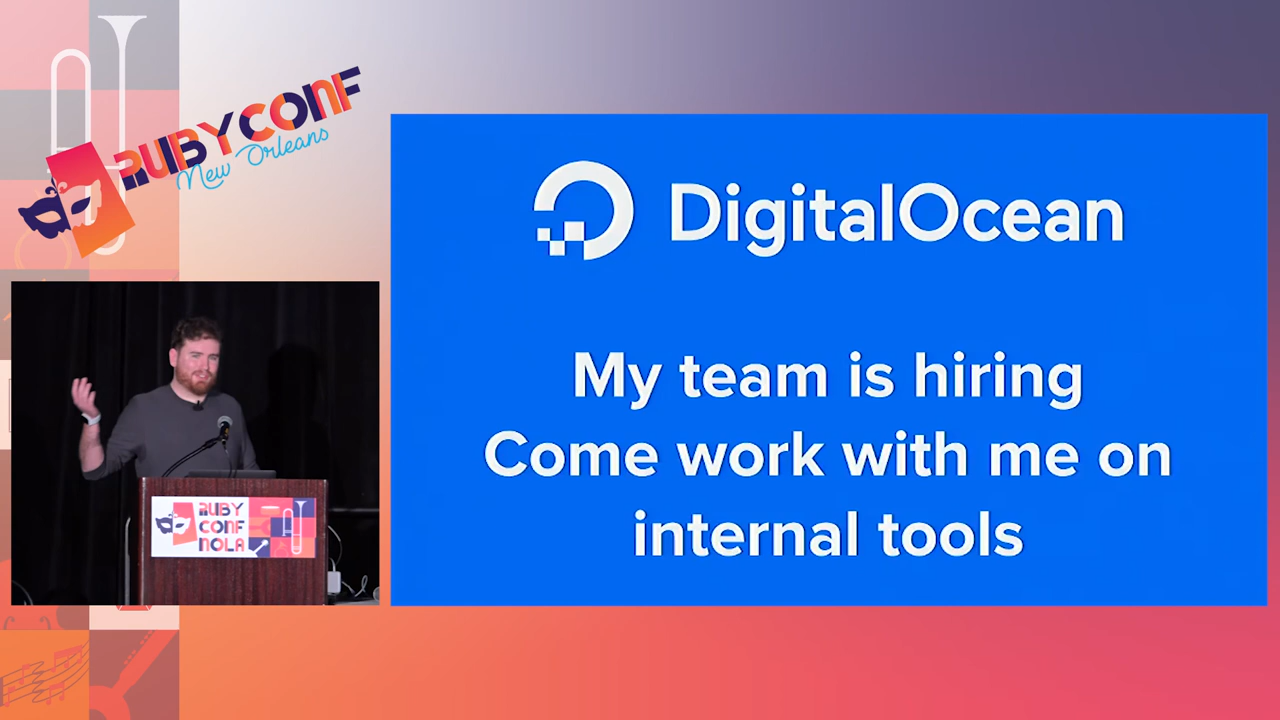 RUBYCONF
New Orleans
DigitalOcean
My team is hiring
Come work with me on
internal tools
RUBY
CONF
NOLA